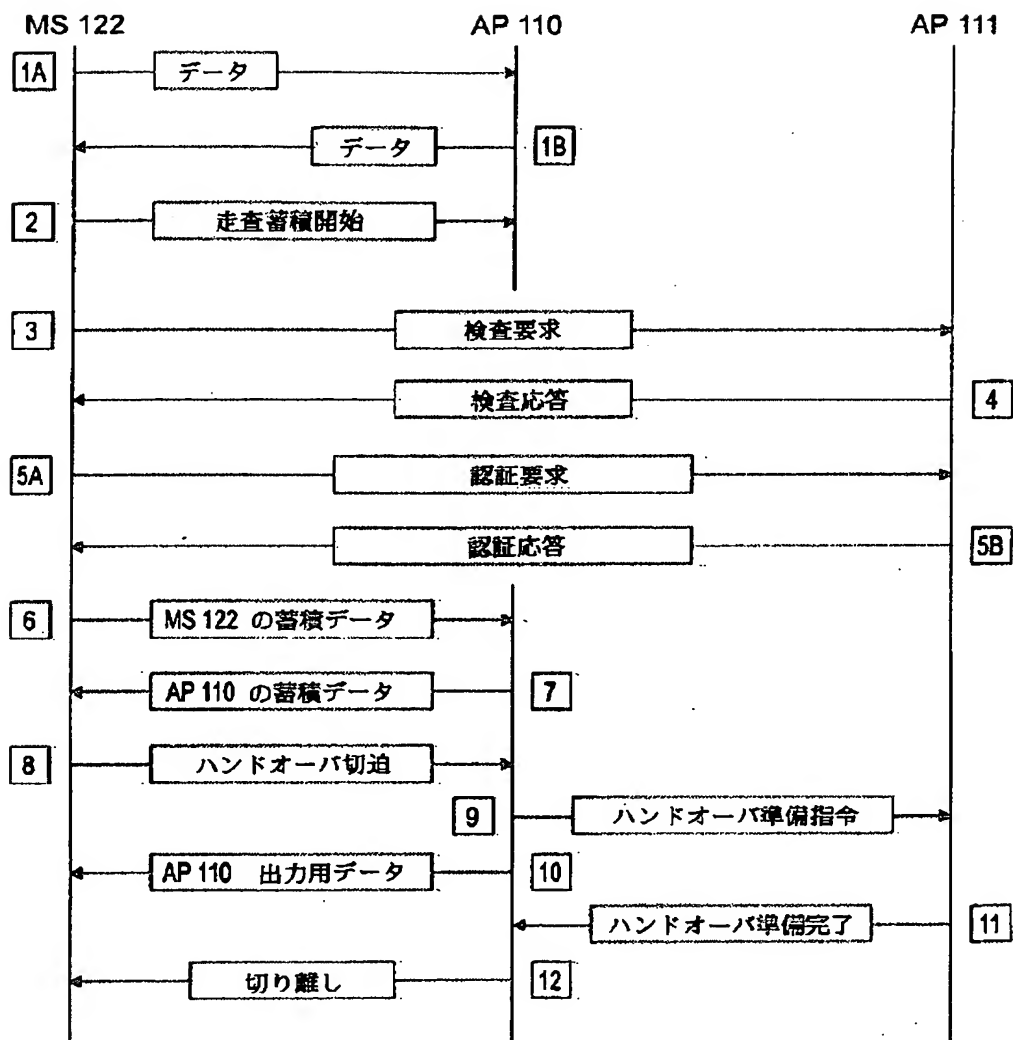 MS 122 AP 110 AP 111
1A データ
データ 1B
2 走査蓄積開始
3 検査要求
検査応答 4
5A 認証要求
認証応答 5B
6 MS 122 の蓄積データ
AP 110 の蓄積データ 7
8 ハンドオーバ切迫
9 ハンドオーバ準備指令
AP 110 出力用データ 10
ハンドオーバ準備完了 11
切り離し 12